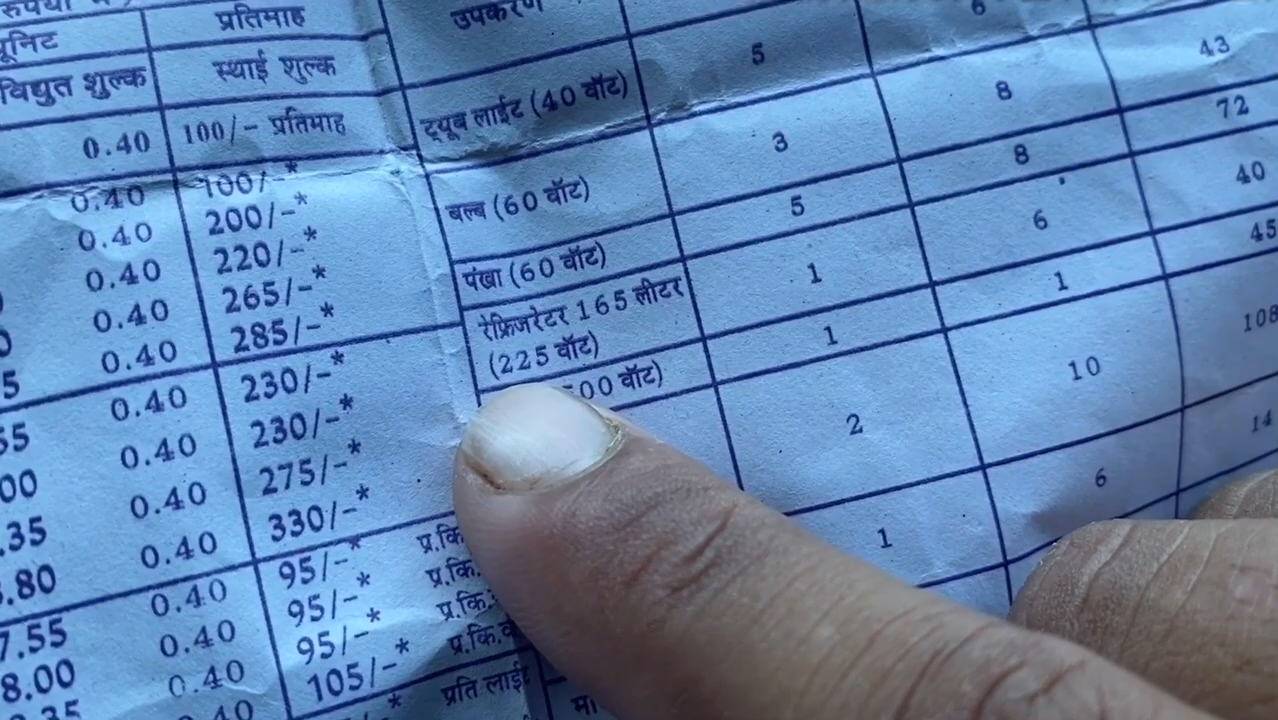 प्रतिमाह
विद्युत शुल्क स्थाई शुल्क
0.40 100/- प्रतिमाह
0.40 100/-*
0.40 200/-*
0.40 220/-*
0.40 265/-*
0.40 285/-*
0.40 230/-*
0.40 230/-*
0.40 275/-*
0.40 330/-*
0.40 95/-* प्र.कि
0.40 95/-* प्र.कि.
0.40 95/-* प्र.कि.
105/-* प्र.कि.व
प्रति लाईट
7.55
8.00
उपकरण
ट्यूब लाईट (40 वॉट) 5 6
बल्ब (60 वॉट) 3 8 43
पंखा (60 वॉट) 5 8 72
रेफ्रिजरेटर 165 लीटर
(225 वॉट) 1 6 40
00 वॉट) 1 1 45
2 10 108
1 6 14